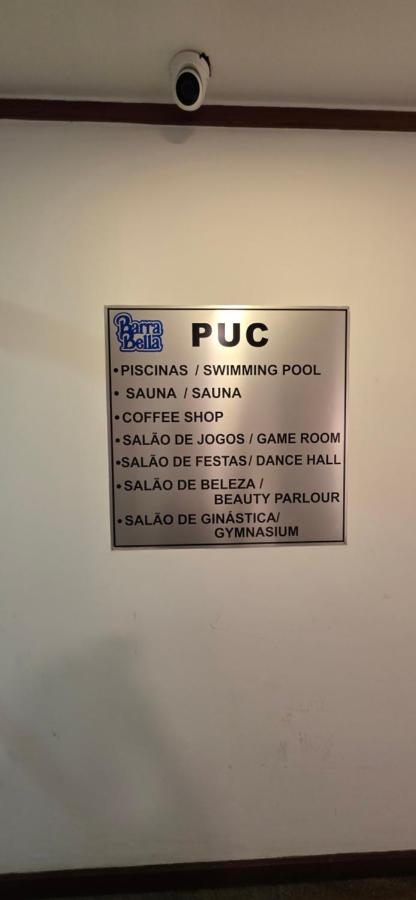 Barra
Bella
PUC
• PISCINAS / SWIMMING POOL
• SAUNA / SAUNA
• COFFEE SHOP
• SALÃO DE JOGOS / GAME ROOM
• SALÃO DE FESTAS / DANCE HALL
• SALÃO DE BELEZA /
BEAUTY PARLOUR
• SALÃO DE GINÁSTICA/
GYMNASIUM